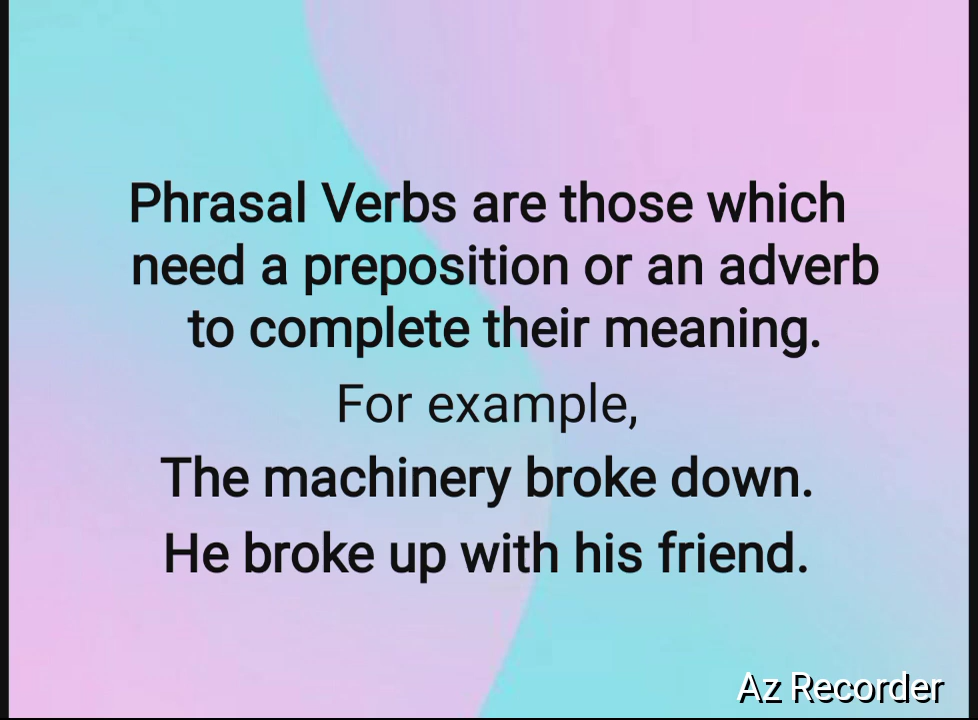 Phrasal Verbs are those which
need a preposition or an adverb
to complete their meaning.
For example,
The machinery broke down.
He broke up with his friend.
Az Recorder